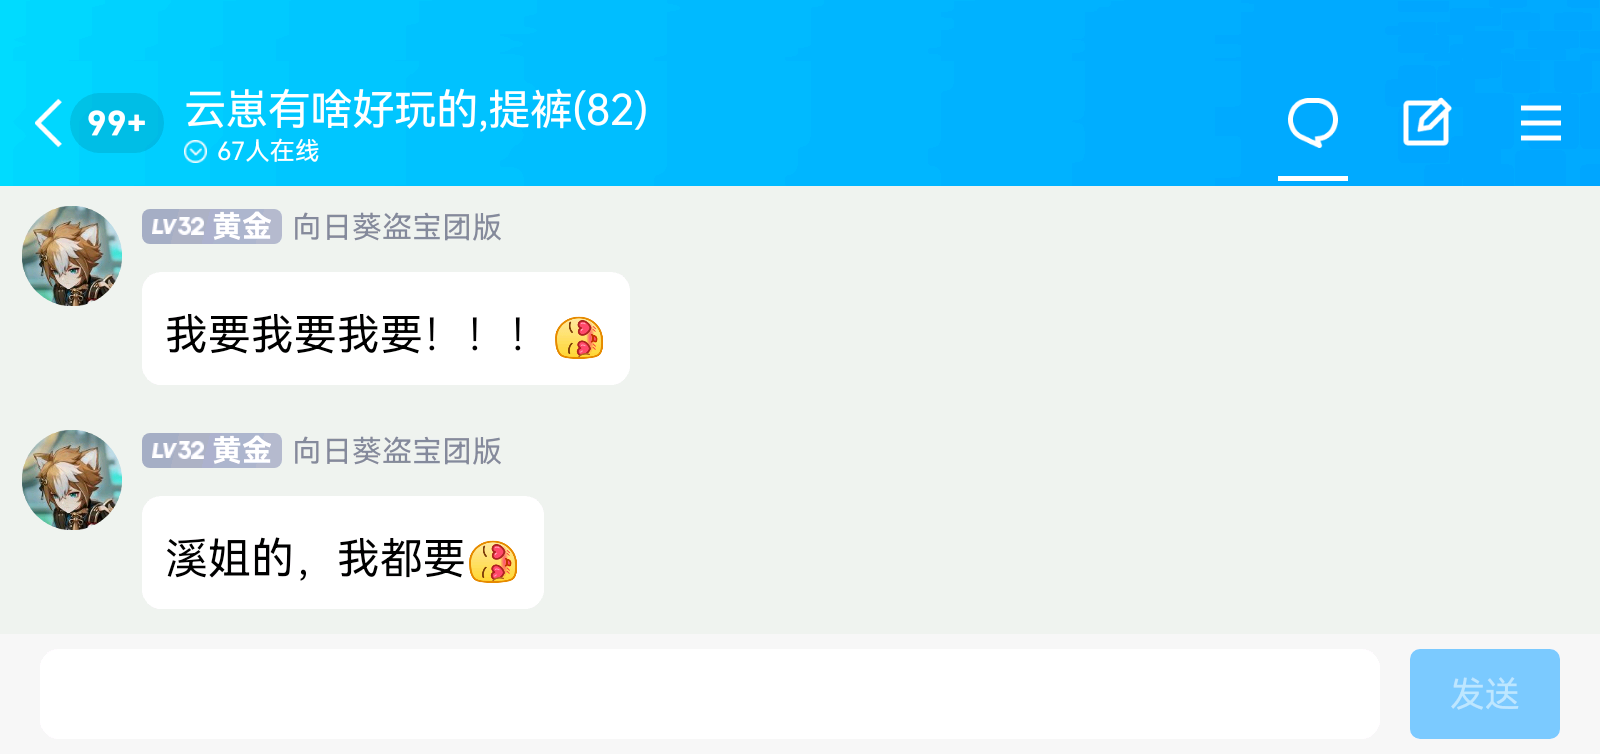 99+
云崽有啥好玩的,提裤(82)
67人在线
LV32 黄金 向日葵盗宝团版
我要我要我要！！！
LV32 黄金 向日葵盗宝团版
溪姐的，我都要
发送